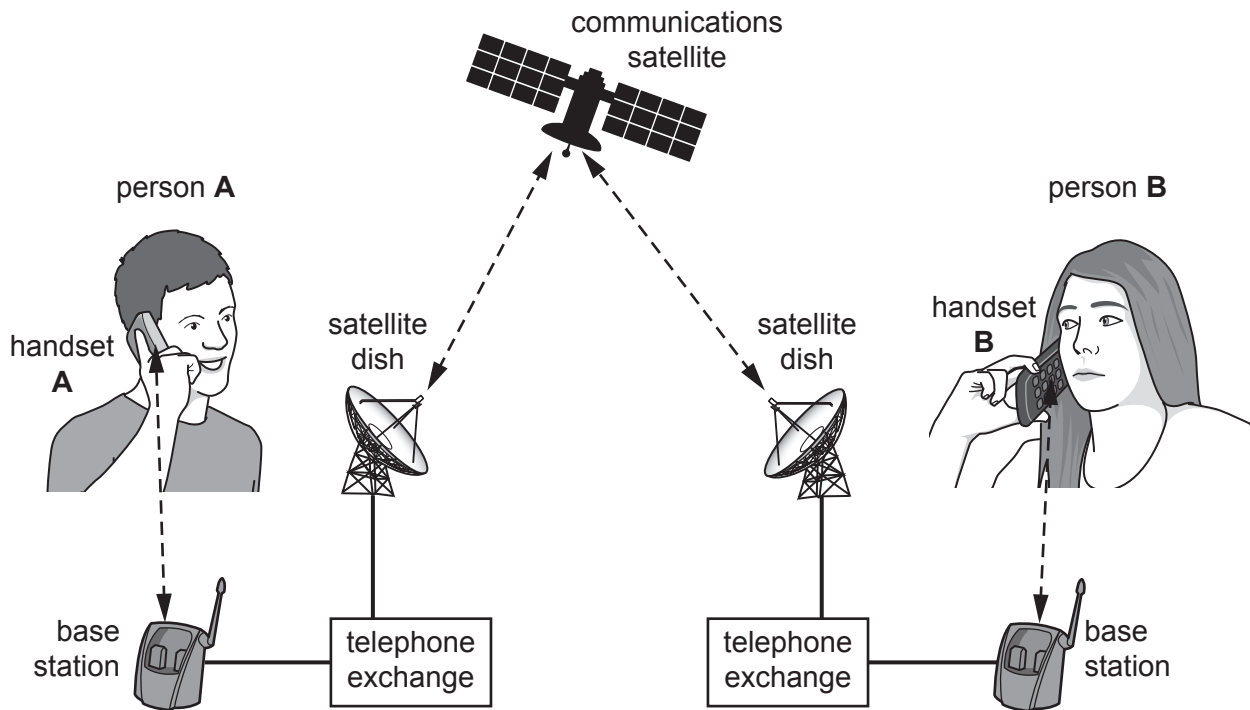 communications
satellite
person A
person B
handset
A
satellite
dish
satellite
dish
handset
B
base
station
telephone
exchange
telephone
exchange
base
station